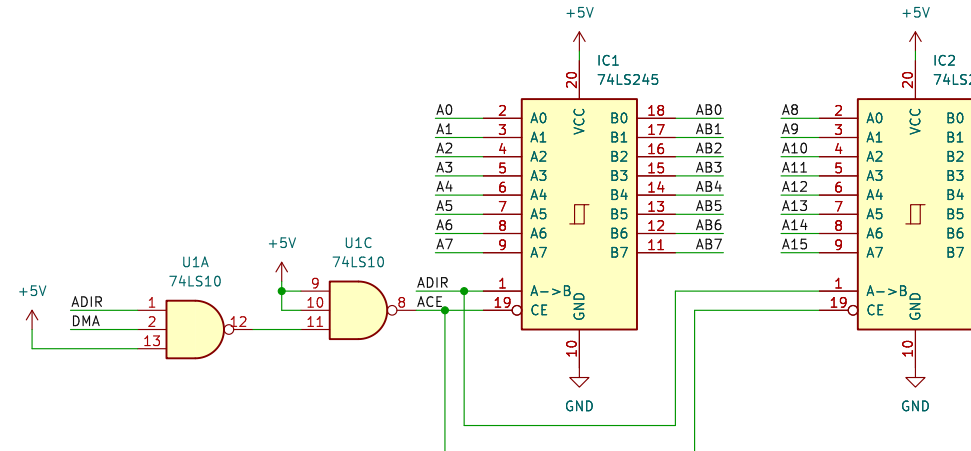 +5V
+5V
IC1
74LS245
IC2
20
20
A0 2 A0 VCC B0 18 AB0
A1 3 A1 B1 17 AB1
A2 4 A2 B2 16 AB2
A3 5 A3 B3 15 AB3
A4 6 A4 B4 14 AB4
A5 7 A5 B5 13 AB5
A6 8 A6 B6 12 AB6
A7 9 A7 B7 11 AB7
A8 2 A0 VCC B0
A9 3 A1 B1
A10 4 A2 B2
A11 5 A3 B3
A12 6 A4 B4
A13 7 A5 B5
A14 8 A6 B6
A15 9 A7 B7
+5V
U1C
74LS10
U1A
74LS10
+5V
ADIR 1
DMA 2
13
12
9
10
11
8
ADIR 1 A->B
ACE 19 CE
GND
10
GND
1 A->B
19 CE
GND
10
GND